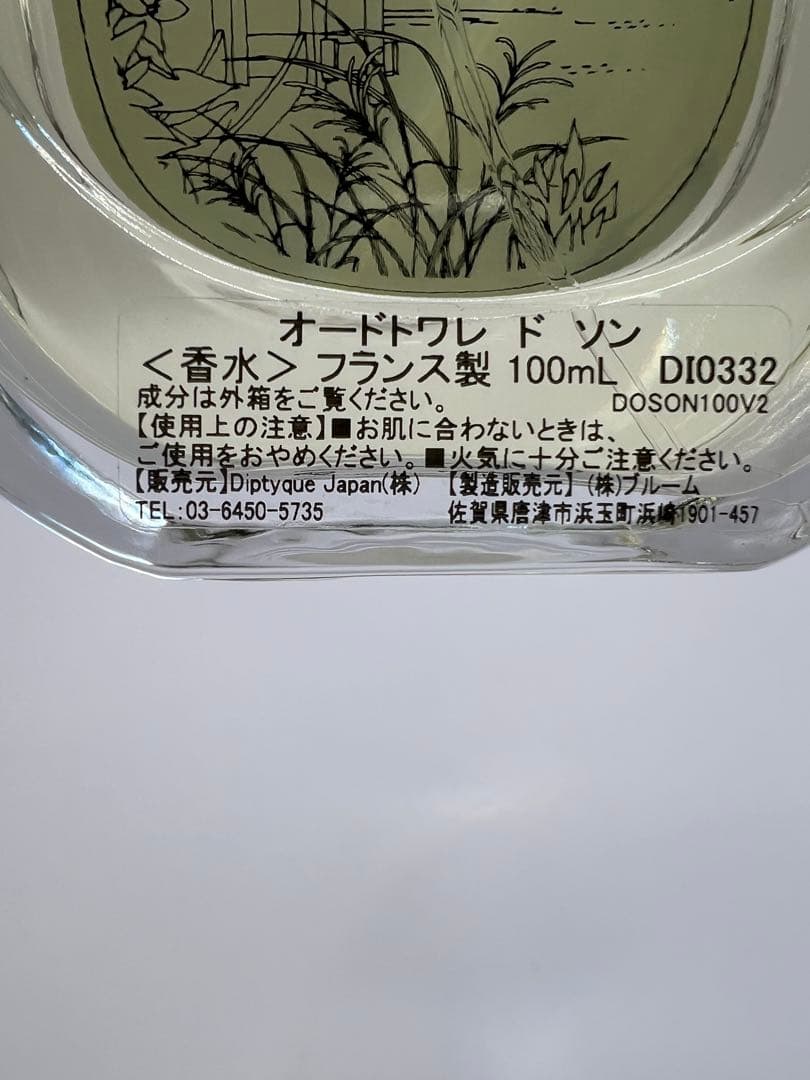 オードトワレ ド ソン
＜香水＞ フランス製 100mL DI0332
成分は外箱をご覧ください。 DOSON100V2
【使用上の注意】■お肌に合わないときは、
ご使用をおやめください。■火気に十分ご注意ください。
【販売元】Diptyque Japan(株) 【製造販売元】 (株)ブルーム
TEL:03-6450-5735 佐賀県唐津市浜玉町浜崎1901-457